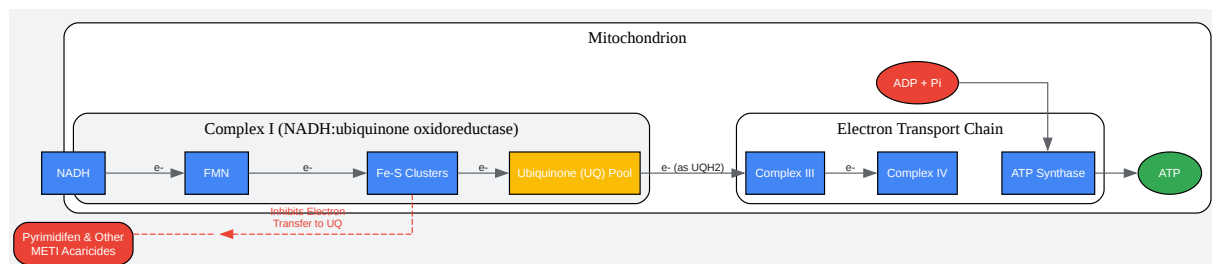 Mitochondrion
ADP + Pi
Complex I (NADH:ubiquinone oxidoreductase)
Electron Transport Chain
NADH
e-
FMN
e-
Fe-S Clusters
e-
Ubiquinone (UQ) Pool
e- (as UQH2)
Complex III
e-
Complex IV
ATP Synthase
ATP
Inhibits Electron
Transfer to UQ
Pyrimidifen & Other
METI Acaricides